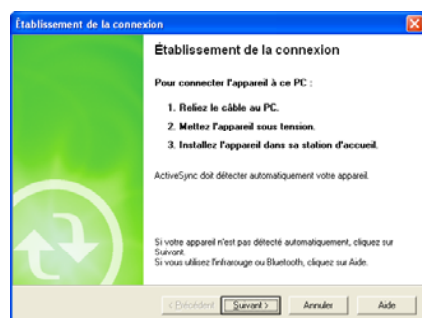 Établissement de la connexion
Établissement de la connexion
Pour connecter l'appareil à ce PC :
1. Reliez le câble au PC.
2. Mettez l'appareil sous tension.
3. Installez l'appareil dans sa station d'accueil.
ActiveSync doit détecter automatiquement votre appareil.
Si votre appareil n'est pas détecté automatiquement, cliquez sur
Suivant.
Si vous utilisez l'infrarouge ou Bluetooth, cliquez sur Aide.
< Précédent
Suivant >
Annuler
Aide